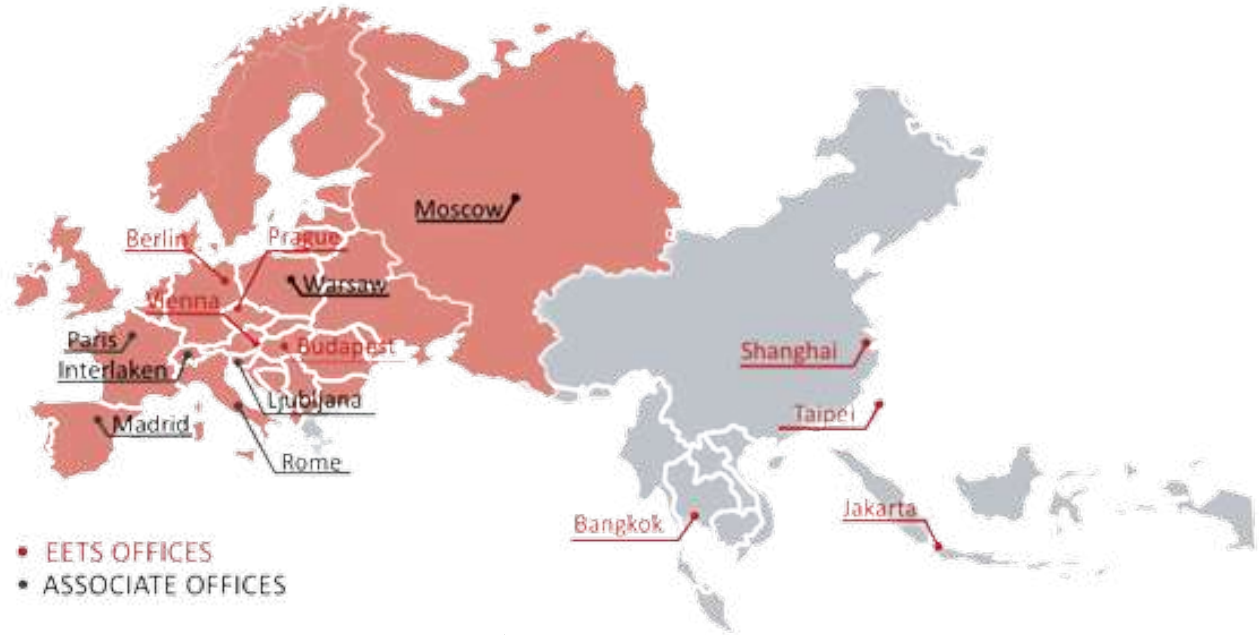 Moscow
Berlin
Prague
Warsaw
Vienna
Paris
Budapest
Shanghai
Interlaken
Ljubljana
Taipei
Madrid
Rome
Jakarta
Bangkok
EETS OFFICES
ASSOCIATE OFFICES